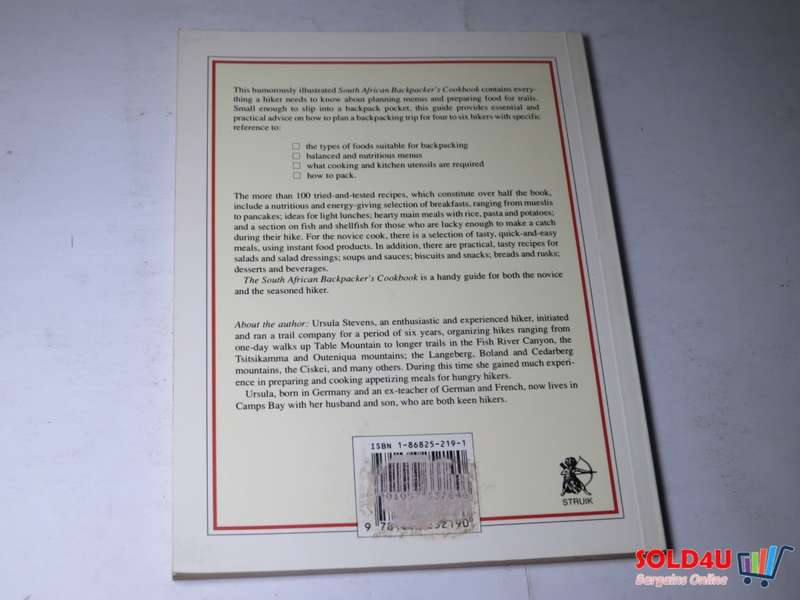 This humorously illustrated South African Backpacker's Cookbook contains every-
thing a hiker needs to know about planning menus and preparing food for trails.
Small enough to slip into a backpack pocket, this guide provides essential and
practical advice on how to plan a backpacking trip for four to six hikers with specific
reference to:
☐ the types of foods suitable for backpacking
☐ balanced and nutritious menus
☐ what cooking and kitchen utensils are required
☐ how to pack.
The more than 100 tried-and-tested recipes, which constitute over half the book,
include a nutritious and energy-giving selection of breakfasts, ranging from mueslis
to pancakes; ideas for light lunches; hearty main meals with rice, pasta and potatoes;
and a section on fish and shellfish for those who are lucky enough to make a catch
during their hike. For the novice cook, there is a selection of tasty, quick-and-easy
meals, using instant food products. In addition, there are practical, tasty recipes for
salads and salad dressings; soups and sauces; biscuits and snacks; breads and rusks;
desserts and beverages.
The South African Backpacker's Cookbook is a handy guide for both the novice
and the seasoned hiker.
About the author: Ursula Stevens, an enthusiastic and experienced hiker, initiated
and ran a trail company for a period of six years, organizing hikes ranging from
one-day walks up Table Mountain to longer trails in the Fish River Canyon, the
Tsitsikamma and Outeniqua mountains; the Langeberg, Boland and Cedarberg
mountains, the Ciskei, and many others. During this time she gained much experi-
ence in preparing and cooking appetizing meals for hungry hikers.
Ursula, born in Germany and an ex-teacher of German and French, now lives in
Camps Bay with her husband and son, who are both keen hikers.
ISBN 1-86825-219-1
STRUIK
SOLD4U
Bargains Online